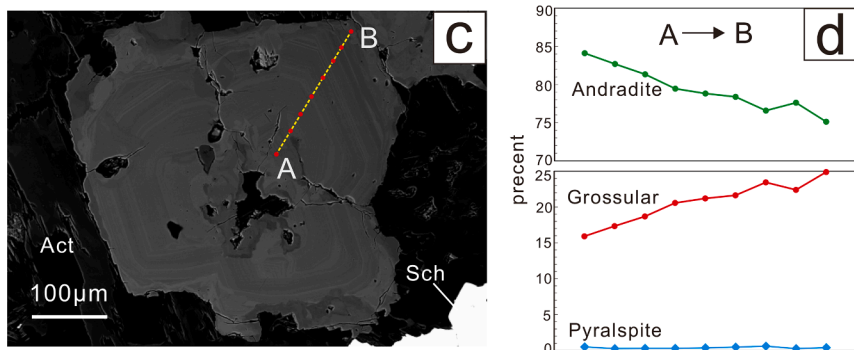 c
B
A
Act
100µm
Sch
d
A → B
90
85
80
75
70
Andradite
precent
25
20
15
10
5
0
Grossular
Pyralspite